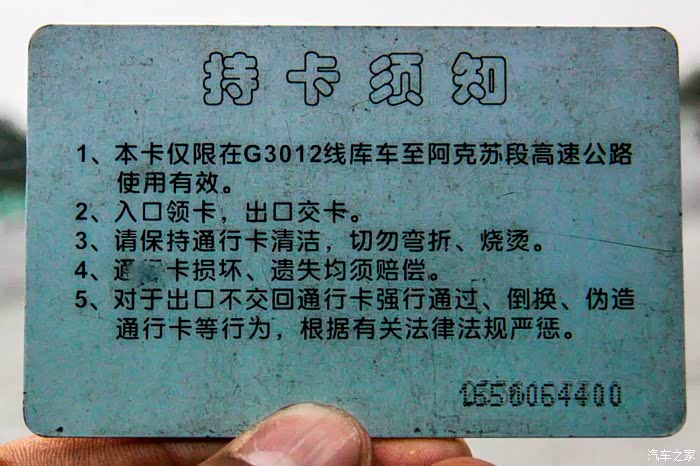 持卡须知
1、本卡仅限在G3012线库车至阿克苏段高速公路
使用有效。
2、入口领卡，出口交卡。
3、请保持通行卡清洁，切勿弯折、烧烫。
4、通 卡损坏、遗失均须赔偿。
5、对于出口不交回通行卡强行通过、倒换、伪造
通行卡等行为，根据有关法律法规严惩。
汽车之家